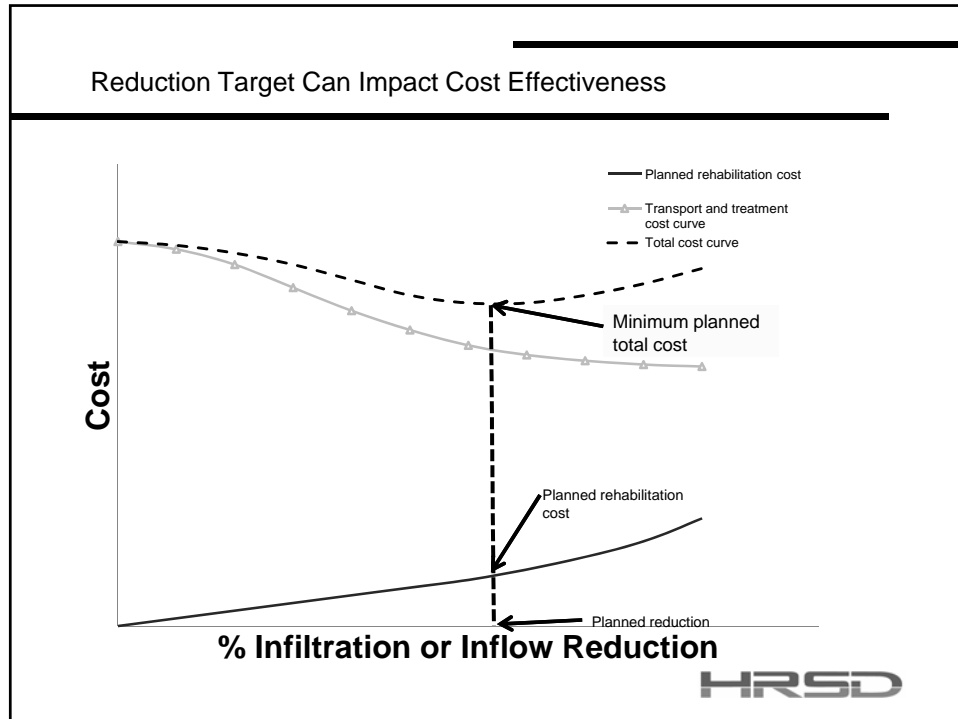 Reduction Target Can Impact Cost Effectiveness
Planned rehabilitation cost
Transport and treatment
cost curve
Total cost curve
Minimum planned
total cost
Cost
Planned rehabilitation
cost
Planned reduction
% Infiltration or Inflow Reduction
HRSD